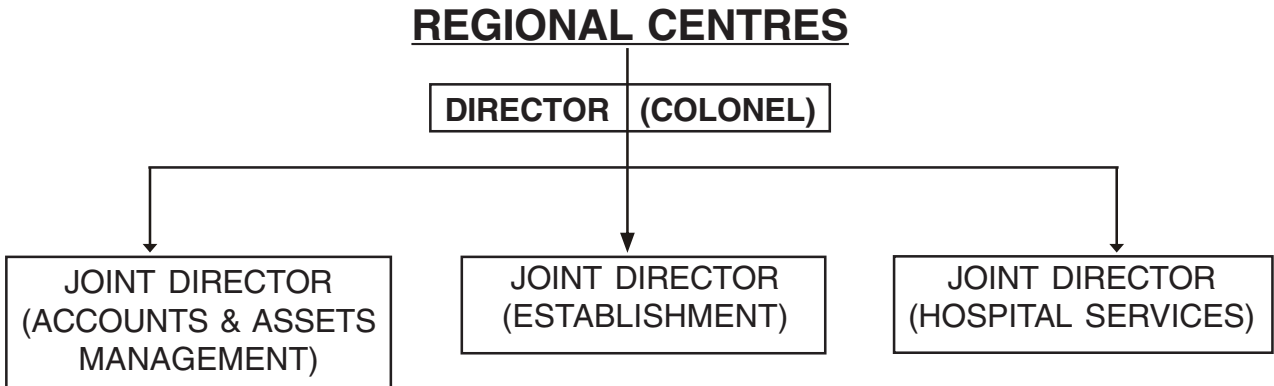 REGIONAL CENTRES
DIRECTOR (COLONEL)
JOINT DIRECTOR
(ACCOUNTS & ASSETS
MANAGEMENT)
JOINT DIRECTOR
(ESTABLISHMENT)
JOINT DIRECTOR
(HOSPITAL SERVICES)